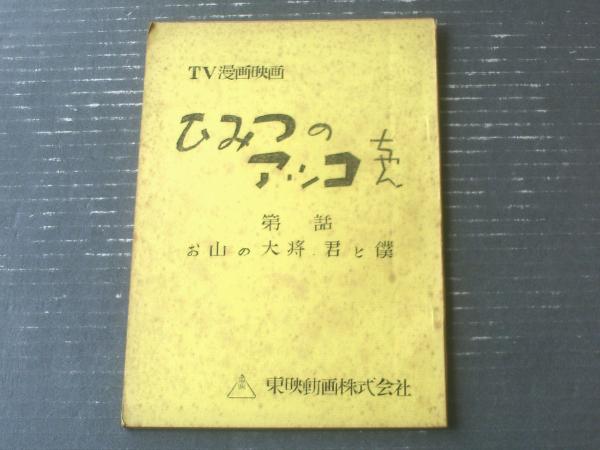 TV漫画映画
ひみつの
アッコちゃん
第　話
お山の大将 君と僕
東映動画株式会社